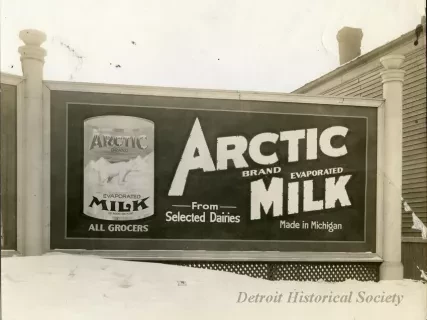 ARCTIC
EVAPORATED
MILK
ALL GROCERS
ARCTIC
BRAND EVAPORATED
MILK
From
Selected Dairies
Made in Michigan
Detroit Historical Society